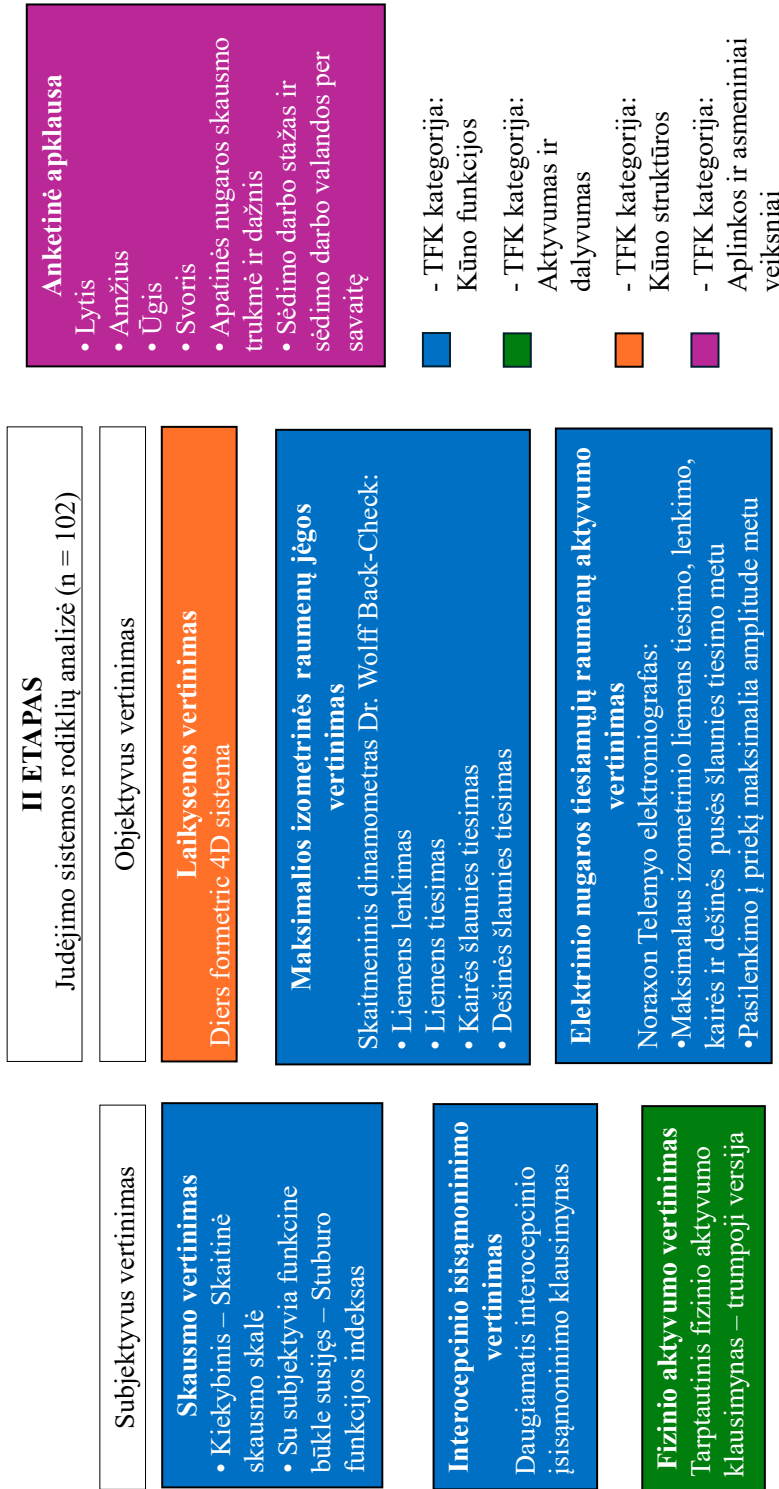 II ETAPAS
Judėjimo sistemos rodiklių analizė (n = 102)
Subjektyvus vertinimas
Objektyvus vertinimas
Skausmo vertinimas
• Kiekybinis – Skaitinė
skausmo skalė
• Su subjektyvia funkcine
būkle susijęs – Stuburo
funkcijos indeksas
Interocepcinio įsisąmoninimo
vertinimas
Daugiamatis interocepcinio
įsisąmoninimo klausimynas
Fizinio aktyvumo vertinimas
Tarptautinis fizinio aktyvumo
klausimynas – trumpoji versija
Laikysenos vertinimas
Diers formetric 4D sistema
Maksimalios izometrinės raumenų jėgos
vertinimas
Skaitmeninis dinamometras Dr. Wolff Back-Check:
• Liemens lenkimas
• Liemens tiesimas
• Kairės šlaunies tiesimas
• Dešinės šlaunies tiesimas
Elektrinio nugaros tiesiamųjų raumenų aktyvumo
vertinimas
Noraxon Telemyo elektromiografas:
•Maksimalaus izometrinio liemens tiesimo, lenkimo,
kairės ir dešinės pusės šlaunies tiesimo metu
•Pasilenkimo į priekį maksimalia amplitude metu
Anketinė apklausa
• Lytis
• Amžius
• Ūgis
• Svoris
• Apatinės nugaros skausmo
trukmė ir dažnis
• Sėdimo darbo stažas ir
sėdimo darbo valandos per
savaitę
- TFK kategorija:
Kūno funkcijos
- TFK kategorija:
Aktyvumas ir
dalyvumas
- TFK kategorija:
Kūno struktūros
- TFK kategorija:
Aplinkos ir asmeniniai
veiksniai